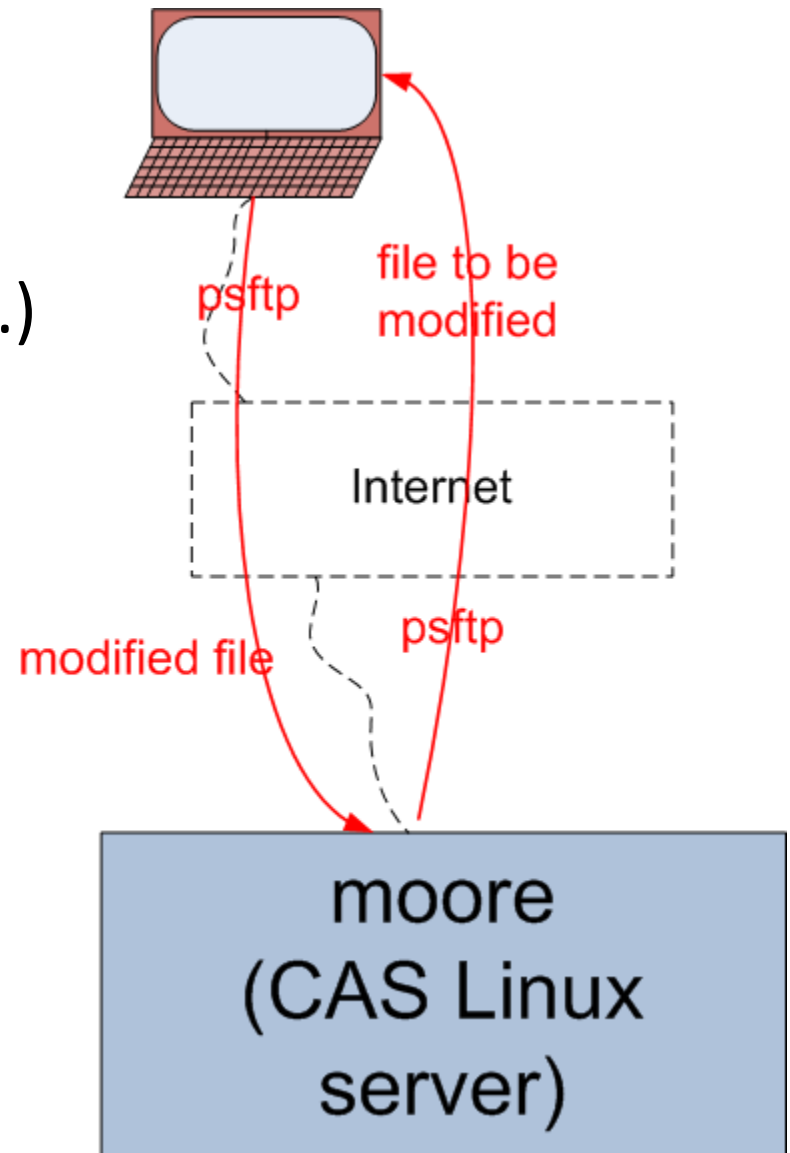 .)
psftp
file to be
modified
Internet
psftp
modified file
moore
(CAS Linux
server)